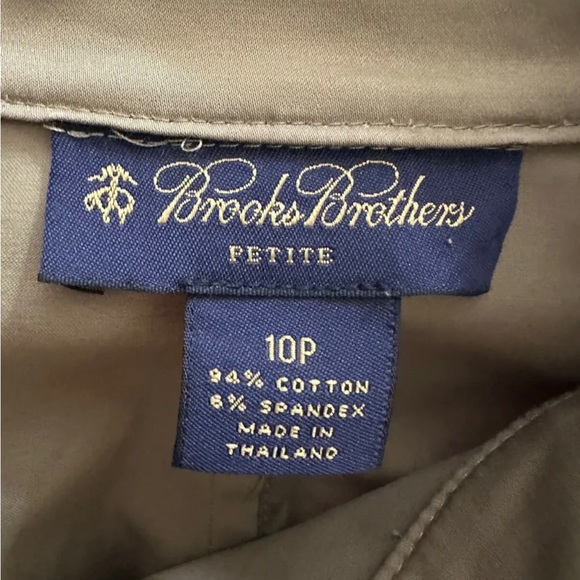 Brooks Brothers
PETITE
10P
94% COTTON
6% SPANDEX
MADE IN
THAILAND